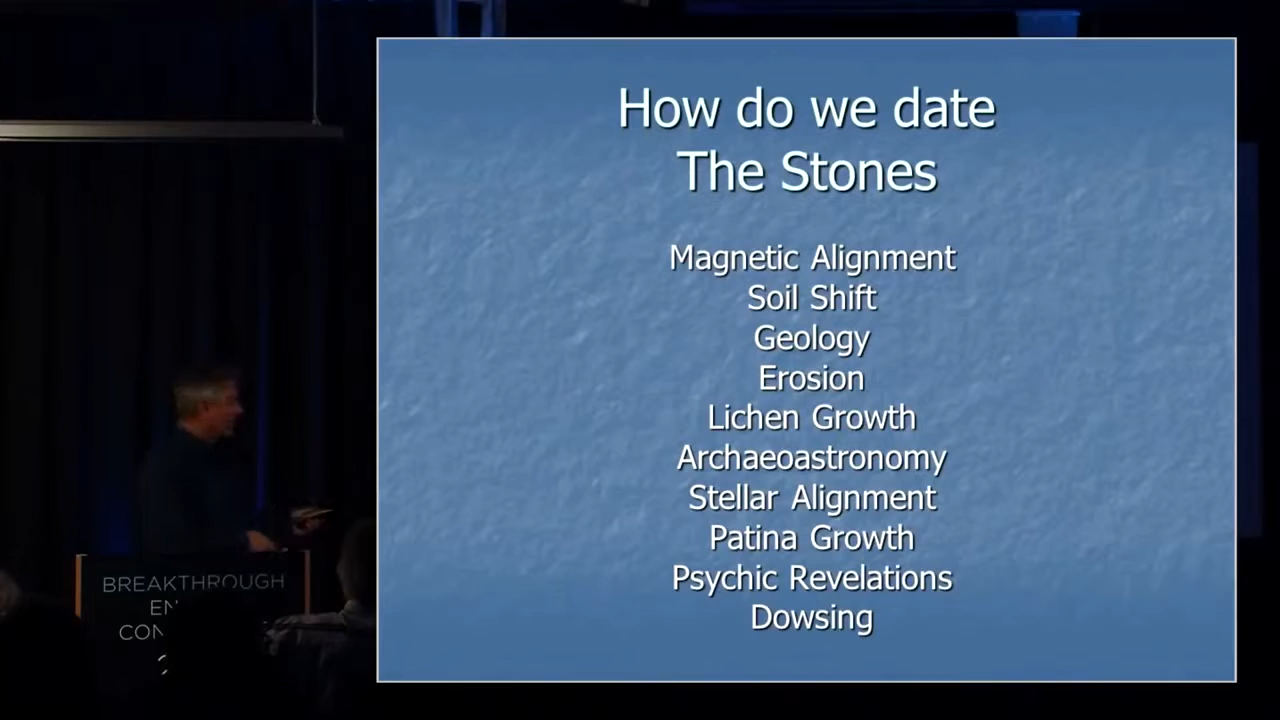 How do we date
The Stones
Magnetic Alignment
Soil Shift
Geology
Erosion
Lichen Growth
Archaeoastronomy
Stellar Alignment
Patina Growth
Psychic Revelations
Dowsing
BREAKTHROUGH